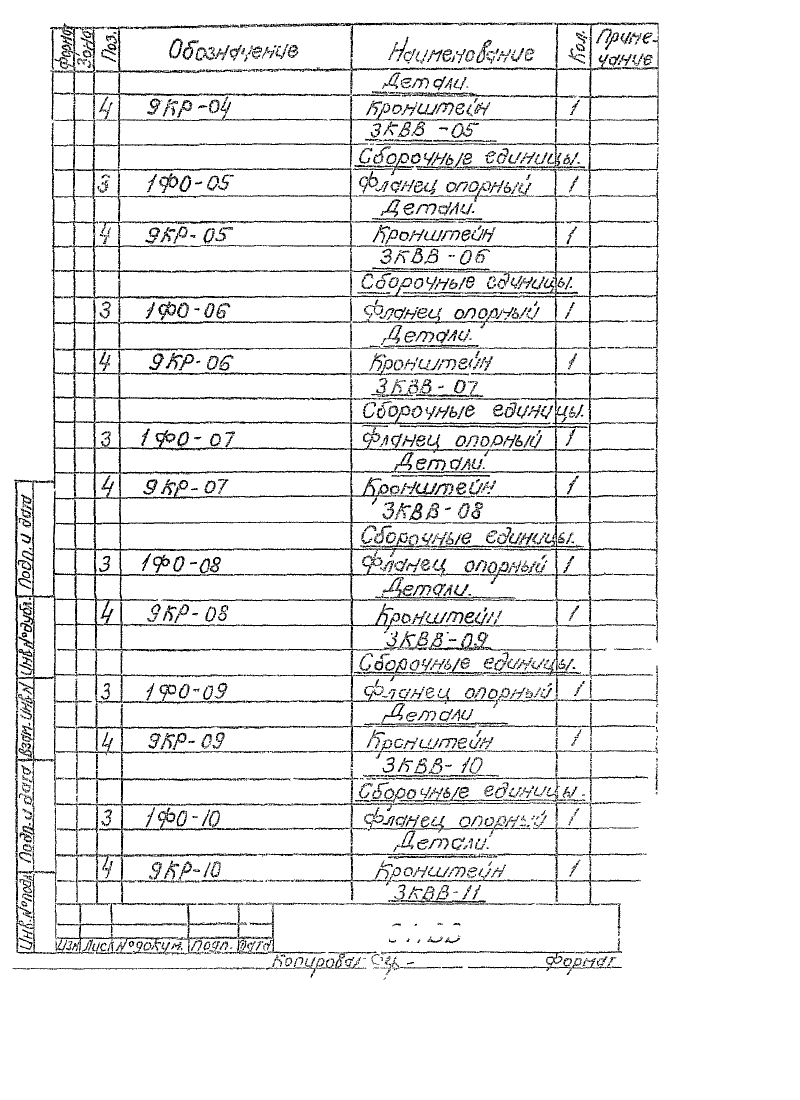 Формат Зона Поз. Обозначение Наименование Кол. Приме-
чание
Детали.
4 9КР-04 Кронштейн 1
3КВВ-05
Сборочные единицы.
3 1ФО-05 Фланец опорный 1
Детали.
4 9КР-05 Кронштейн 1
3КВВ-06
Сборочные единицы.
3 1ФО-06 Фланец опорный 1
Детали.
4 9КР-06 Кронштейн 1
3КВВ-07
Сборочные единицы.
3 1ФО-07 Фланец опорный 1
Детали.
4 9КР-07 Кронштейн 1
3КВВ-08
Сборочные единицы.
3 1ФО-08 Фланец опорный 1
Детали.
4 9КР-08 Кронштейн 1
3КВВ-09
Сборочные единицы.
3 1ФО-09 Фланец опорный 1
Детали
4 9КР-09 Кронштейн 1
3КВВ-10
Сборочные единицы.
3 1ФО-10 Фланец опорный 1
Детали.
4 9КР-10 Кронштейн 1
3КВВ-11
Изм Лист №докум. Подп. Дата
Копировал Формат
Подп. и дата
Инв.№дубл.
Взам. инв.N
Подп. и дата
Инв.№подл.